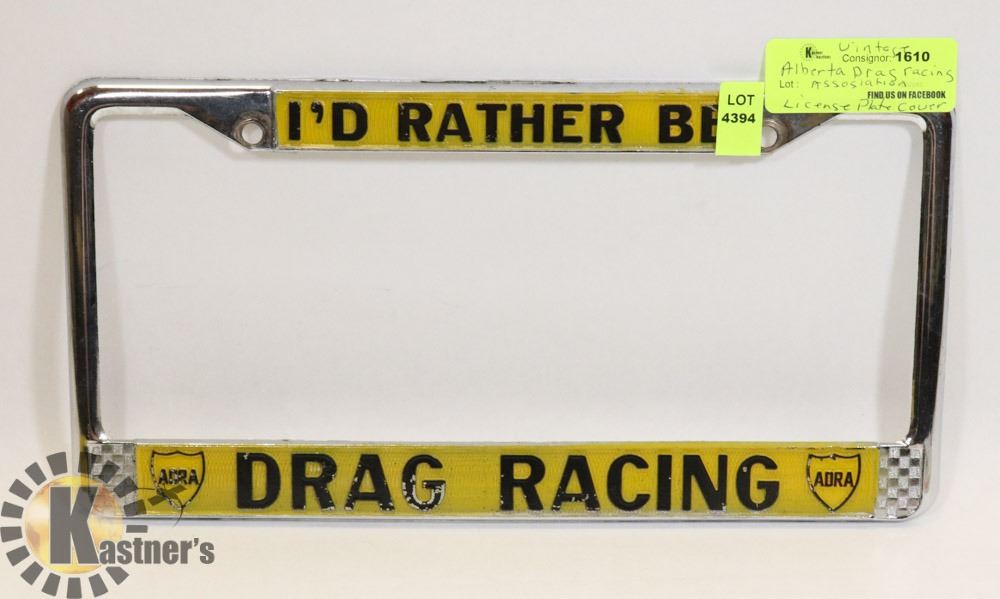 Vintage
Kastner's
Consignor: 1610
Alberta Drag racing
Lot: Assosiation
FIND US ON FACEBOOK
License Plate Cover
LOT
4394
I'D RATHER BE
ADRA DRAG RACING ADRA
Kastner's